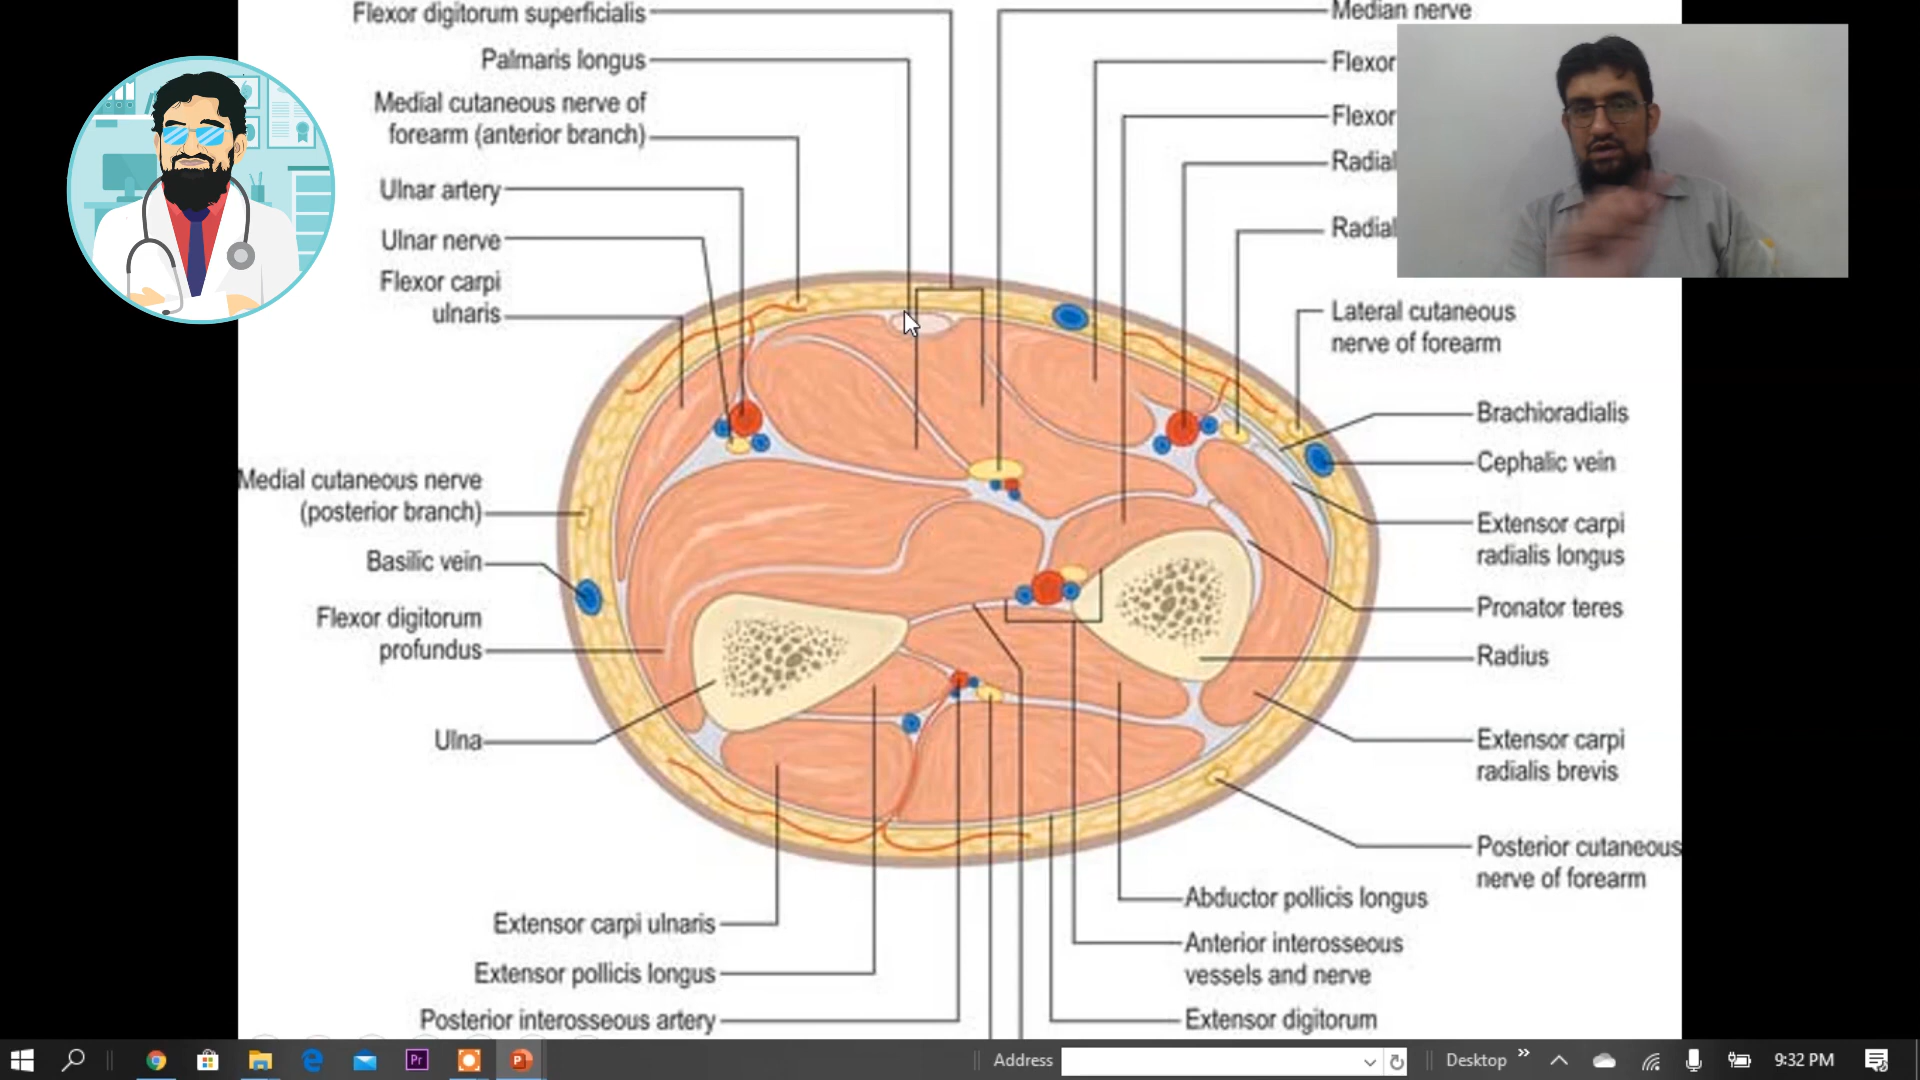 Flexor digitorum superficialis
Palmaris longus
Medial cutaneous nerve of
forearm (anterior branch)
Ulnar artery
Ulnar nerve
Flexor carpi
ulnaris
Medial cutaneous nerve
(posterior branch)
Basilic vein
Flexor digitorum
profundus
Ulna
Extensor carpi ulnaris
Extensor pollicis longus
Posterior interosseous artery
Median nerve
Flexor
Flexor
Radial
Radial
Lateral cutaneous
nerve of forearm
Brachioradialis
Cephalic vein
Extensor carpi
radialis longus
Pronator teres
Radius
Extensor carpi
radialis brevis
Posterior cutaneous
nerve of forearm
Abductor pollicis longus
Anterior interosseous
vessels and nerve
Extensor digitorum
Pr
P
Address
Desktop
9:32 PM